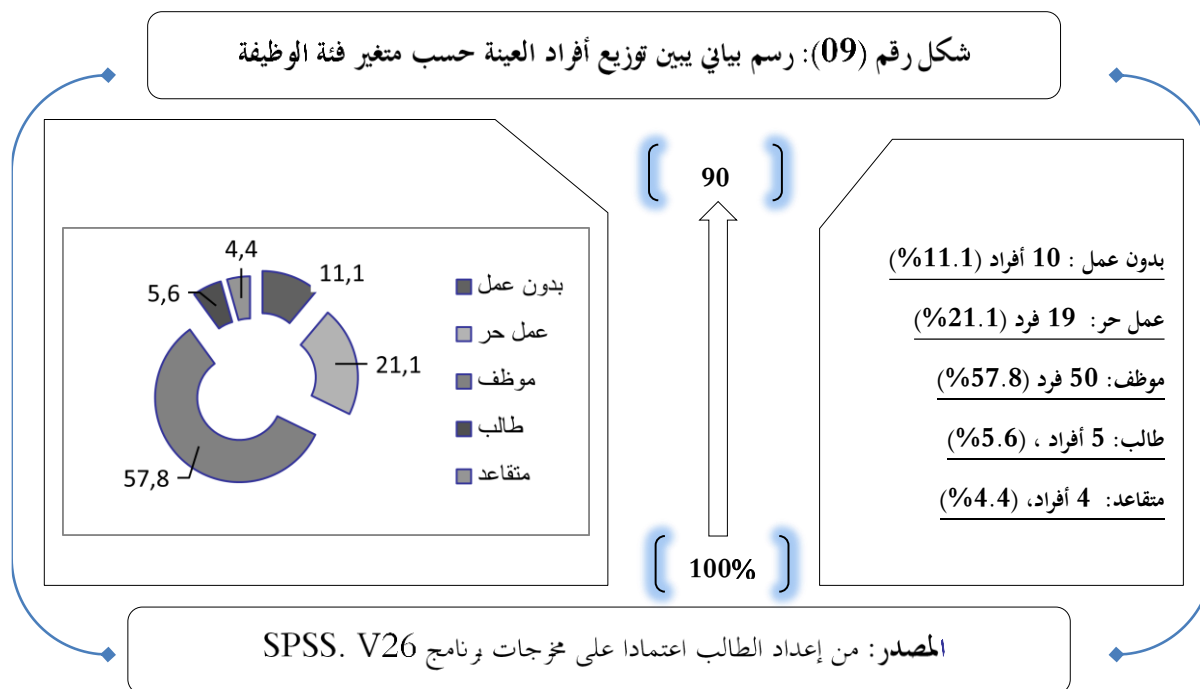 شكل رقم (09): رسم بياني يبين توزيع أفراد العينة حسب متغير فئة الوظيفة
90
100%
بدون عمل : 10 أفراد (11.1%)
عمل حر: 19 فرد (21.1%)
موظف: 50 فرد (57.8%)
طالب: 5 أفراد ، (5.6%)
متقاعد: 4 أفراد، (4.4%)
4,4
11,1
5,6
21,1
57,8
بدون عمل
عمل حر
موظف
طالب
متقاعد
المصدر: من إعداد الطالب اعتمادا على مخرجات برنامج SPSS. V26